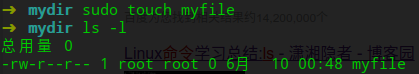 ➜ mydir sudo touch myfile
➜ mydir ls -l
总用量 0
Linux命令学习总结:ls - 潇湘隐者 - 博客园
-rw-r--r-- 1 root root 0 6月 10 00:48 myfile